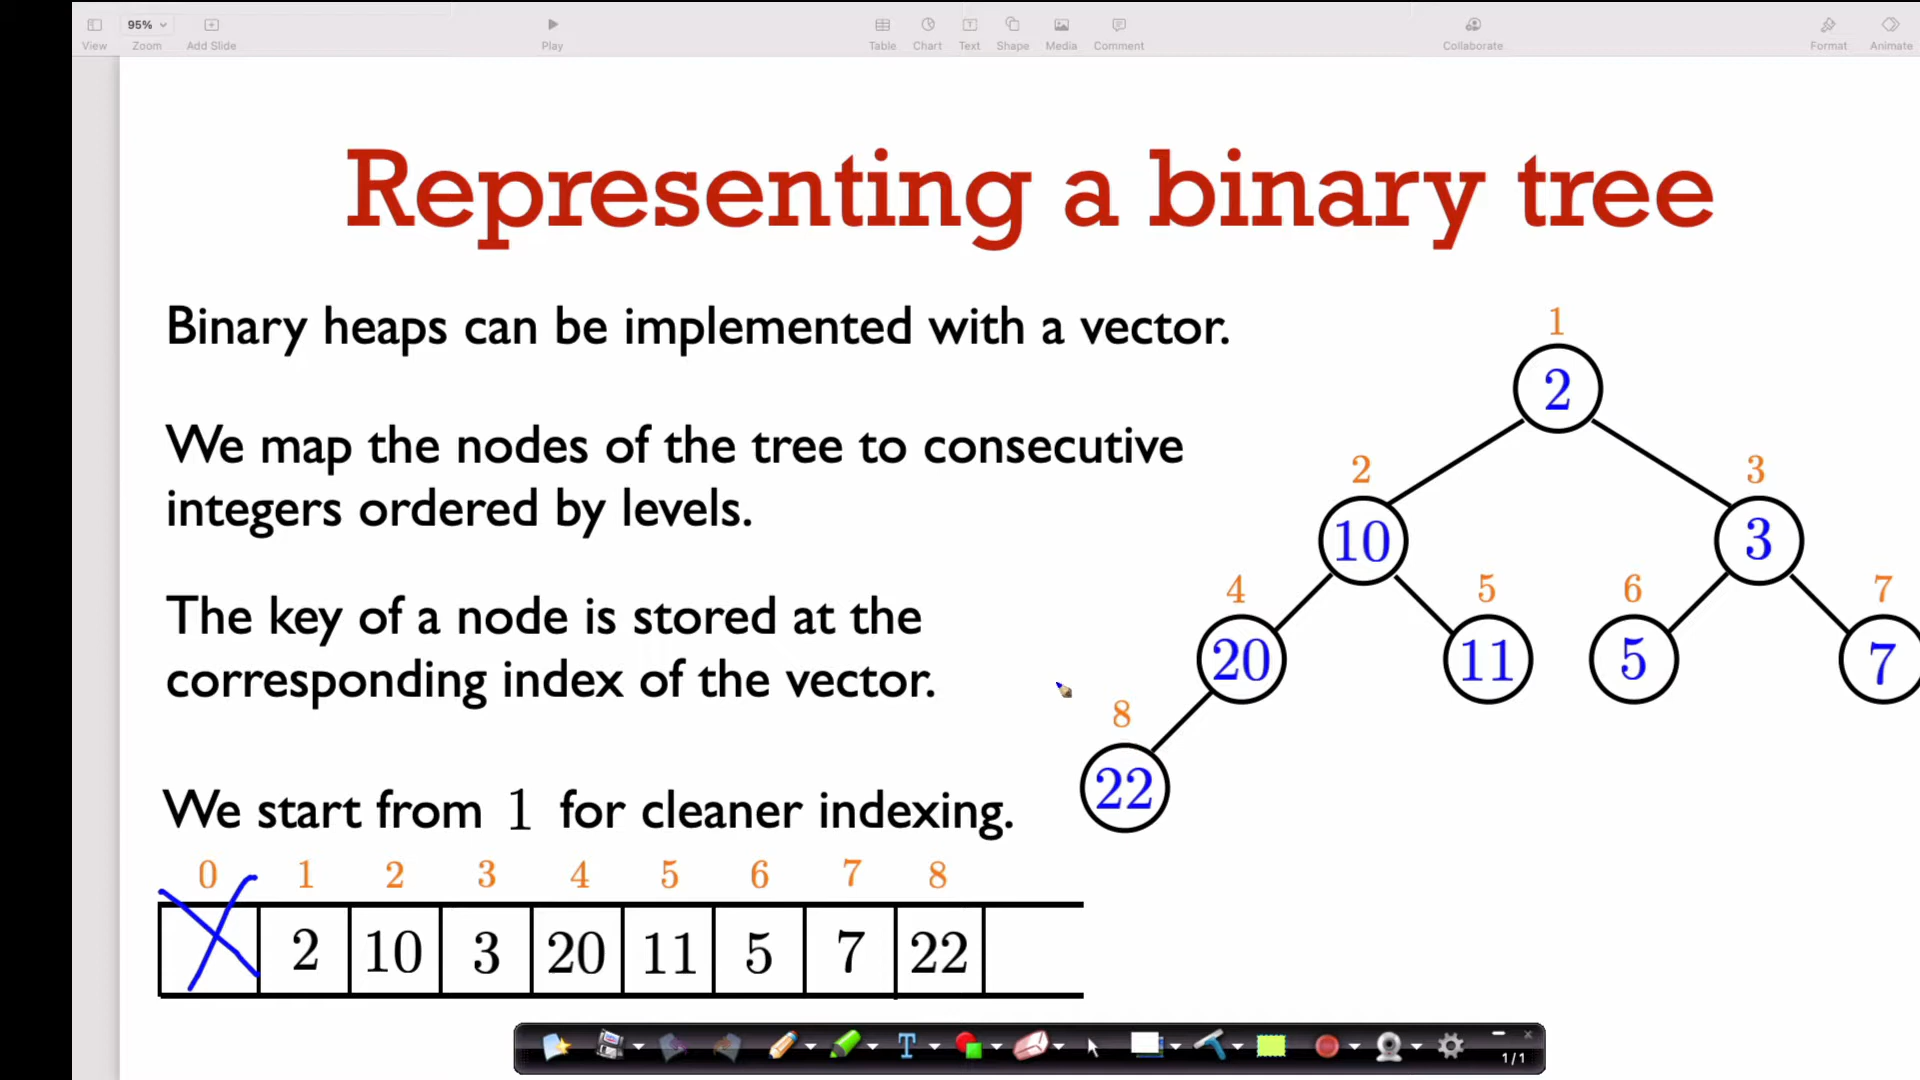 95%
View
Zoom
Add Slide
Play
Table
Chart
Text
Shape
Media
Comment
Collaborate
Format
Animate
Representing a binary tree
Binary heaps can be implemented with a vector.
We map the nodes of the tree to consecutive
integers ordered by levels.
The key of a node is stored at the
corresponding index of the vector.
We start from 1 for cleaner indexing.
0 1 2 3 4 5 6 7 8
2 10 3 20 11 5 7 22
1
2
2 3
10 3
4 5 6 7
20 11 5 7
8
22
T
1/1